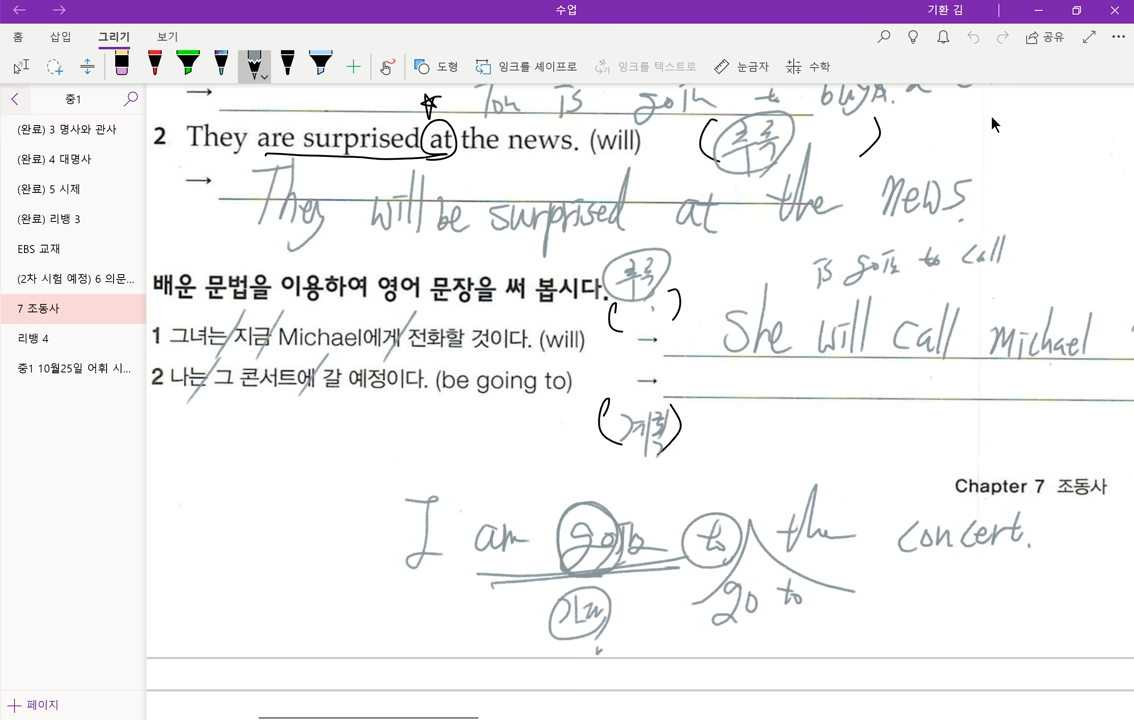 수업
기환 김
홈 삽입 그리기 보기
공유
도형 잉크를 셰이프로 잉크를 텍스트로 눈금자 수학
중1
(완료) 3 명사와 관사
(완료) 4 대명사
(완료) 5 시제
(완료) 리뱅 3
EBS 교재
(2차 시험 예정) 6 의문...
7 조동사
리뱅 4
중1 10월25일 어휘 시...
페이지
→ is
2 They are surprised at the news. (will)
→ They will be surprised at the news.
배운 문법을 이용하여 영어 문장을 써 봅시다.
is to call
1 그녀는 지금 Michael에게 전화할 것이다. (will) → She will call Michael
2 나는 그 콘서트에 갈 예정이다. (be going to) →
(계획)
Chapter 7 조동사
I am to the concert.
go to